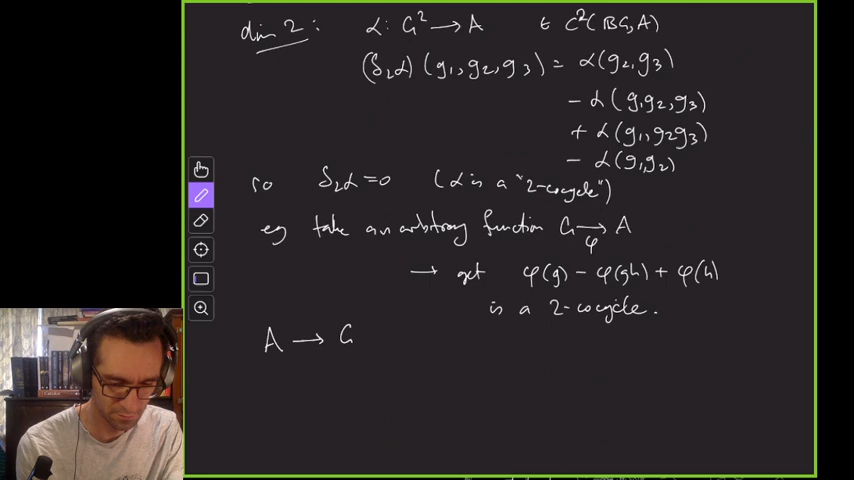 dim 2: α: G² → A ∈ C²(BG, A)
(δ₂α)(g₁, g₂, g₃) = α(g₂, g₃)
- α(g₁g₂, g₃)
+ α(g₁, g₂g₃)
- α(g₁, g₂)
so δ₂α = 0 (α is a "2-cocycle")
eg take an arbitrary function G →φ A
→ get φ(g) - φ(gh) + φ(h)
is a 2-cocycle.
A → G